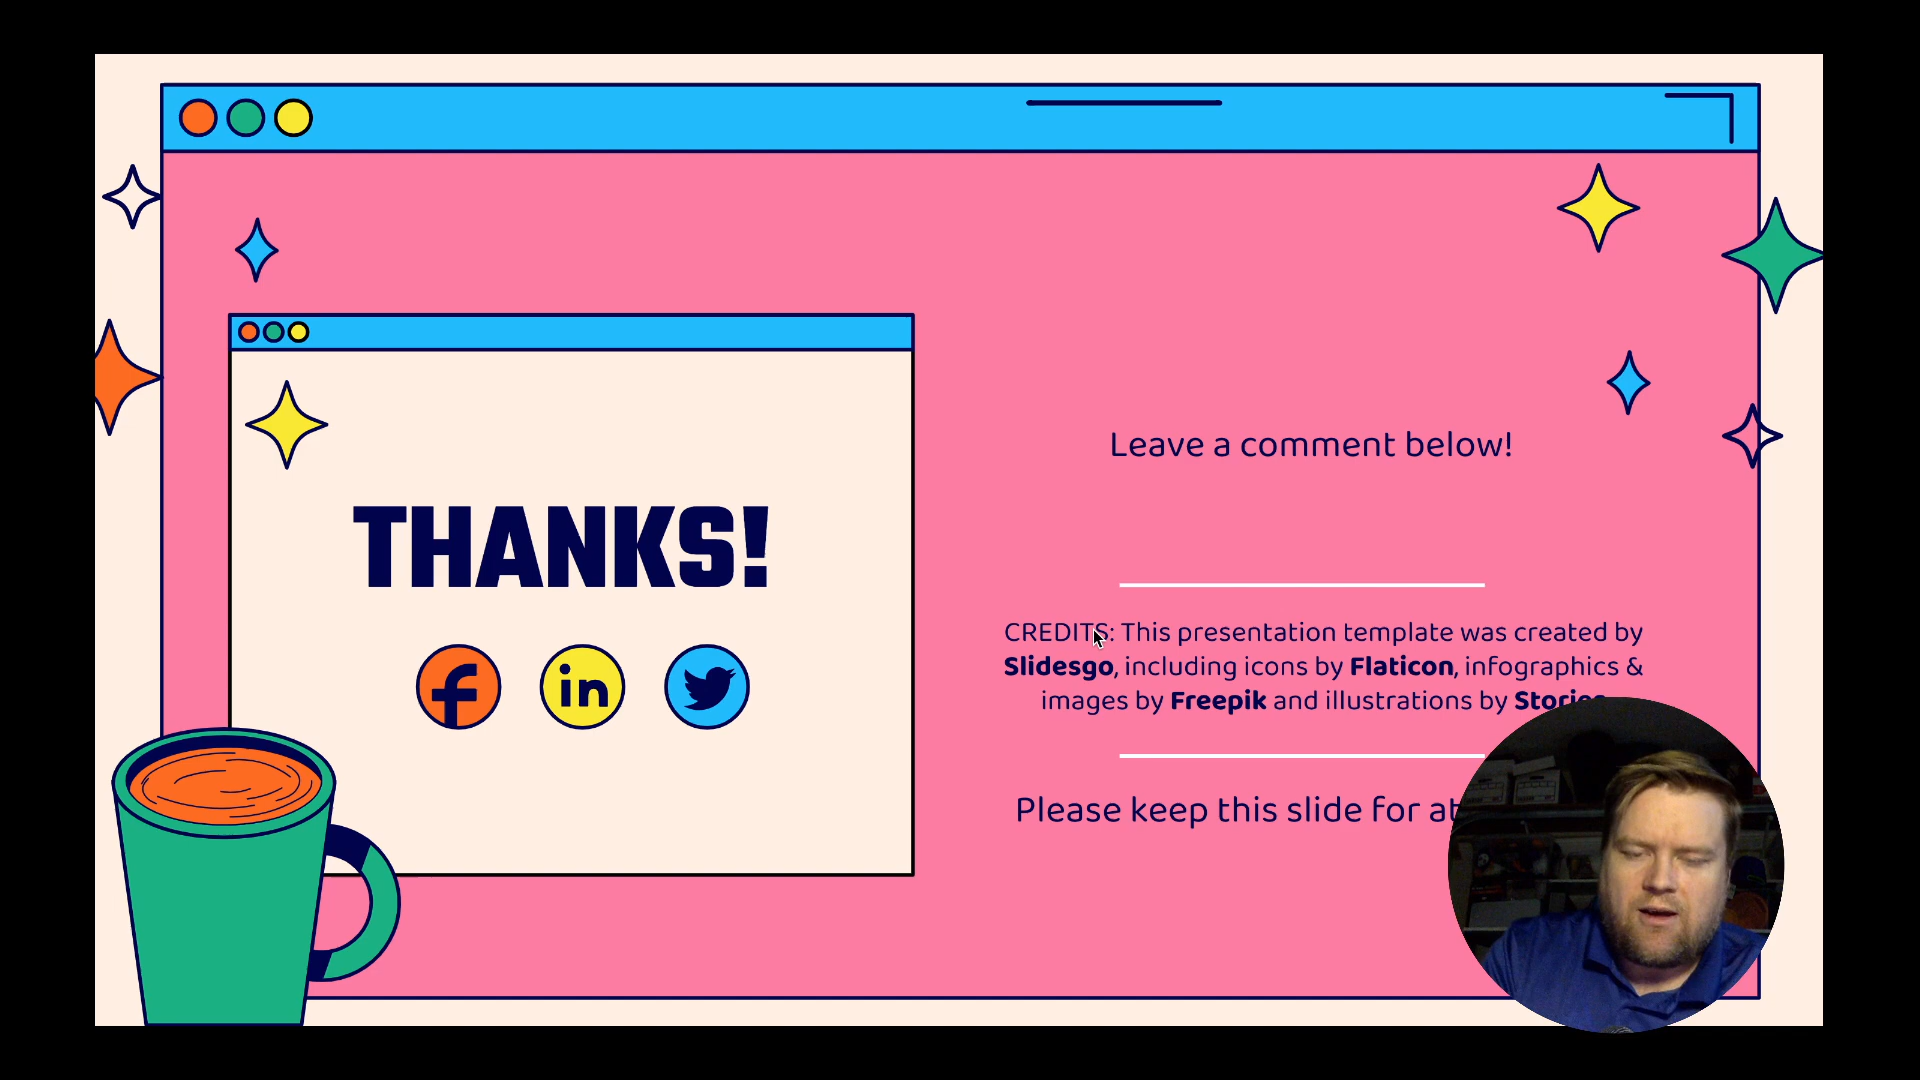 THANKS!
in
Leave a comment below!
CREDITS: This presentation template was created by
Slidesgo, including icons by Flaticon, infographics &
images by Freepik and illustrations by
Please keep this slide for